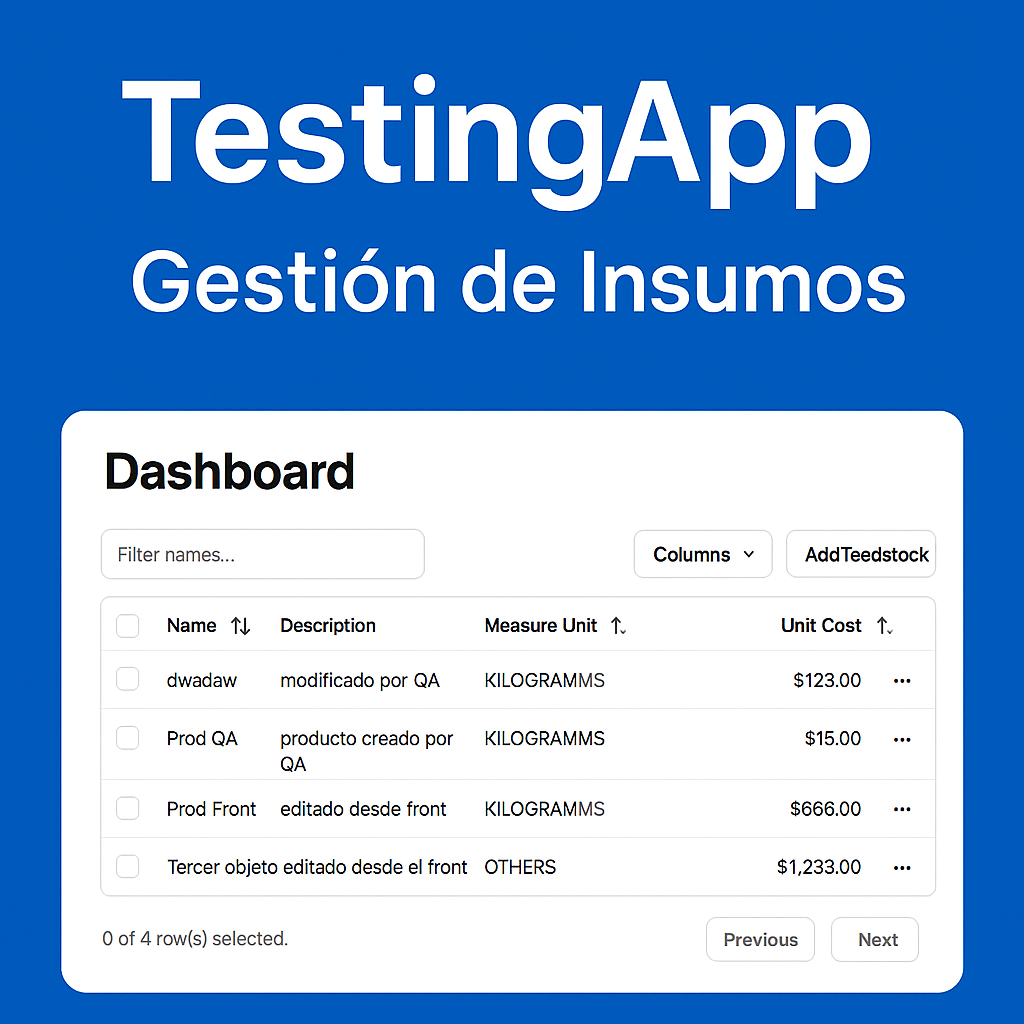 TestingApp
Gestión de Insumos
Dashboard
Filter names...
Columns
AddTeedstock
Name Description Measure Unit Unit Cost
dwadaw modificado por QA KILOGRAMMS $123.00 ...
Prod QA producto creado por KILOGRAMMS $15.00 ...
QA
Prod Front editado desde front KILOGRAMMS $666.00 ...
Tercer objeto editado desde el front OTHERS $1,233.00 ...
0 of 4 row(s) selected.
Previous
Next